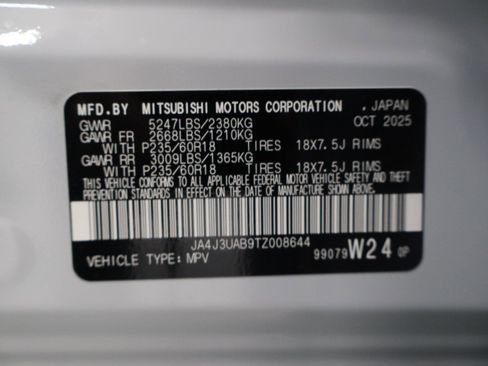 MFD.BY MITSUBISHI MOTORS CORPORATION . JAPAN
GVWR 5247LBS/2380KG OCT 2025
GAWR FR 2668LBS/1210KG
WITH P235/60R18 TIRES 18X7.5J RIMS
GAWR RR 3009LBS/1365KG
WITH P235/60R18 TIRES 18X7.5J RIMS
THIS VEHICLE CONFORMS TO ALL APPLICABLE FEDERAL MOTOR VEHICLE SAFETY AND THEFT
PREVENTION STANDARDS IN EFFECT ON THE DATE OF MANUFACTURE SHOWN ABOVE.
JA4J3UAB9TZ008644
VEHICLE TYPE: MPV 99079 W24 0P